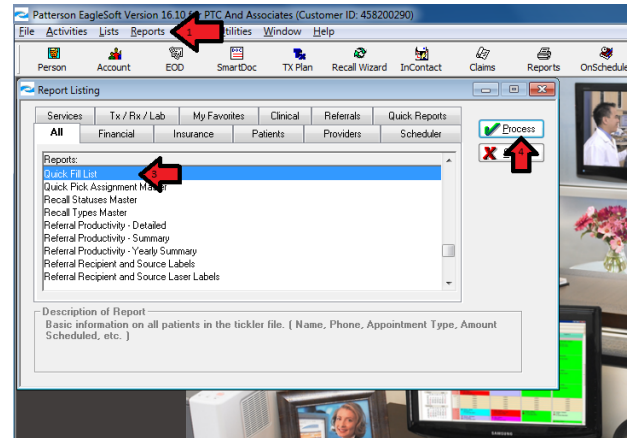 Patterson EagleSoft Version 16.10 for PTC And Associates (Customer ID: 458200290)
File Activities Lists Reports 1 Utilities Window Help
Person Account EOD SmartDoc TX Plan Recall Wizard InContact Claims Reports OnSchedule
Report Listing
Services Tx / Rx / Lab My Favorites Clinical Referrals Quick Reports
All Financial Insurance Patients Providers Scheduler
Process
4
Reports:
Quick Fill List 3
Quick Pick Assignment Master
Recall Statuses Master
Recall Types Master
Referral Productivity - Detailed
Referral Productivity - Summary
Referral Productivity - Yearly Summary
Referral Recipient and Source Labels
Referral Recipient and Source Laser Labels
Description of Report
Basic information on all patients in the tickler file. ( Name, Phone, Appointment Type, Amount
Scheduled, etc. )
SAMSUNG